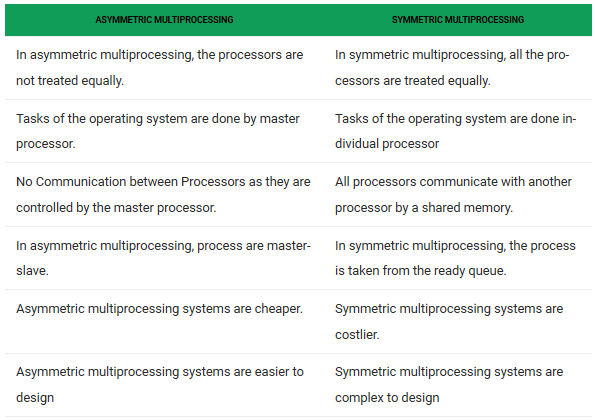 ASYMMETRIC MULTIPROCESSING
SYMMETRIC MULTIPROCESSING
In asymmetric multiprocessing, the processors are
not treated equally.
In symmetric multiprocessing, all the pro-
cessors are treated equally.
Tasks of the operating system are done by master
processor.
Tasks of the operating system are done in-
dividual processor
No Communication between Processors as they are
controlled by the master processor.
All processors communicate with another
processor by a shared memory.
In asymmetric multiprocessing, process are master-
slave.
In symmetric multiprocessing, the process
is taken from the ready queue.
Asymmetric multiprocessing systems are cheaper.
Symmetric multiprocessing systems are
costlier.
Asymmetric multiprocessing systems are easier to
design
Symmetric multiprocessing systems are
complex to design